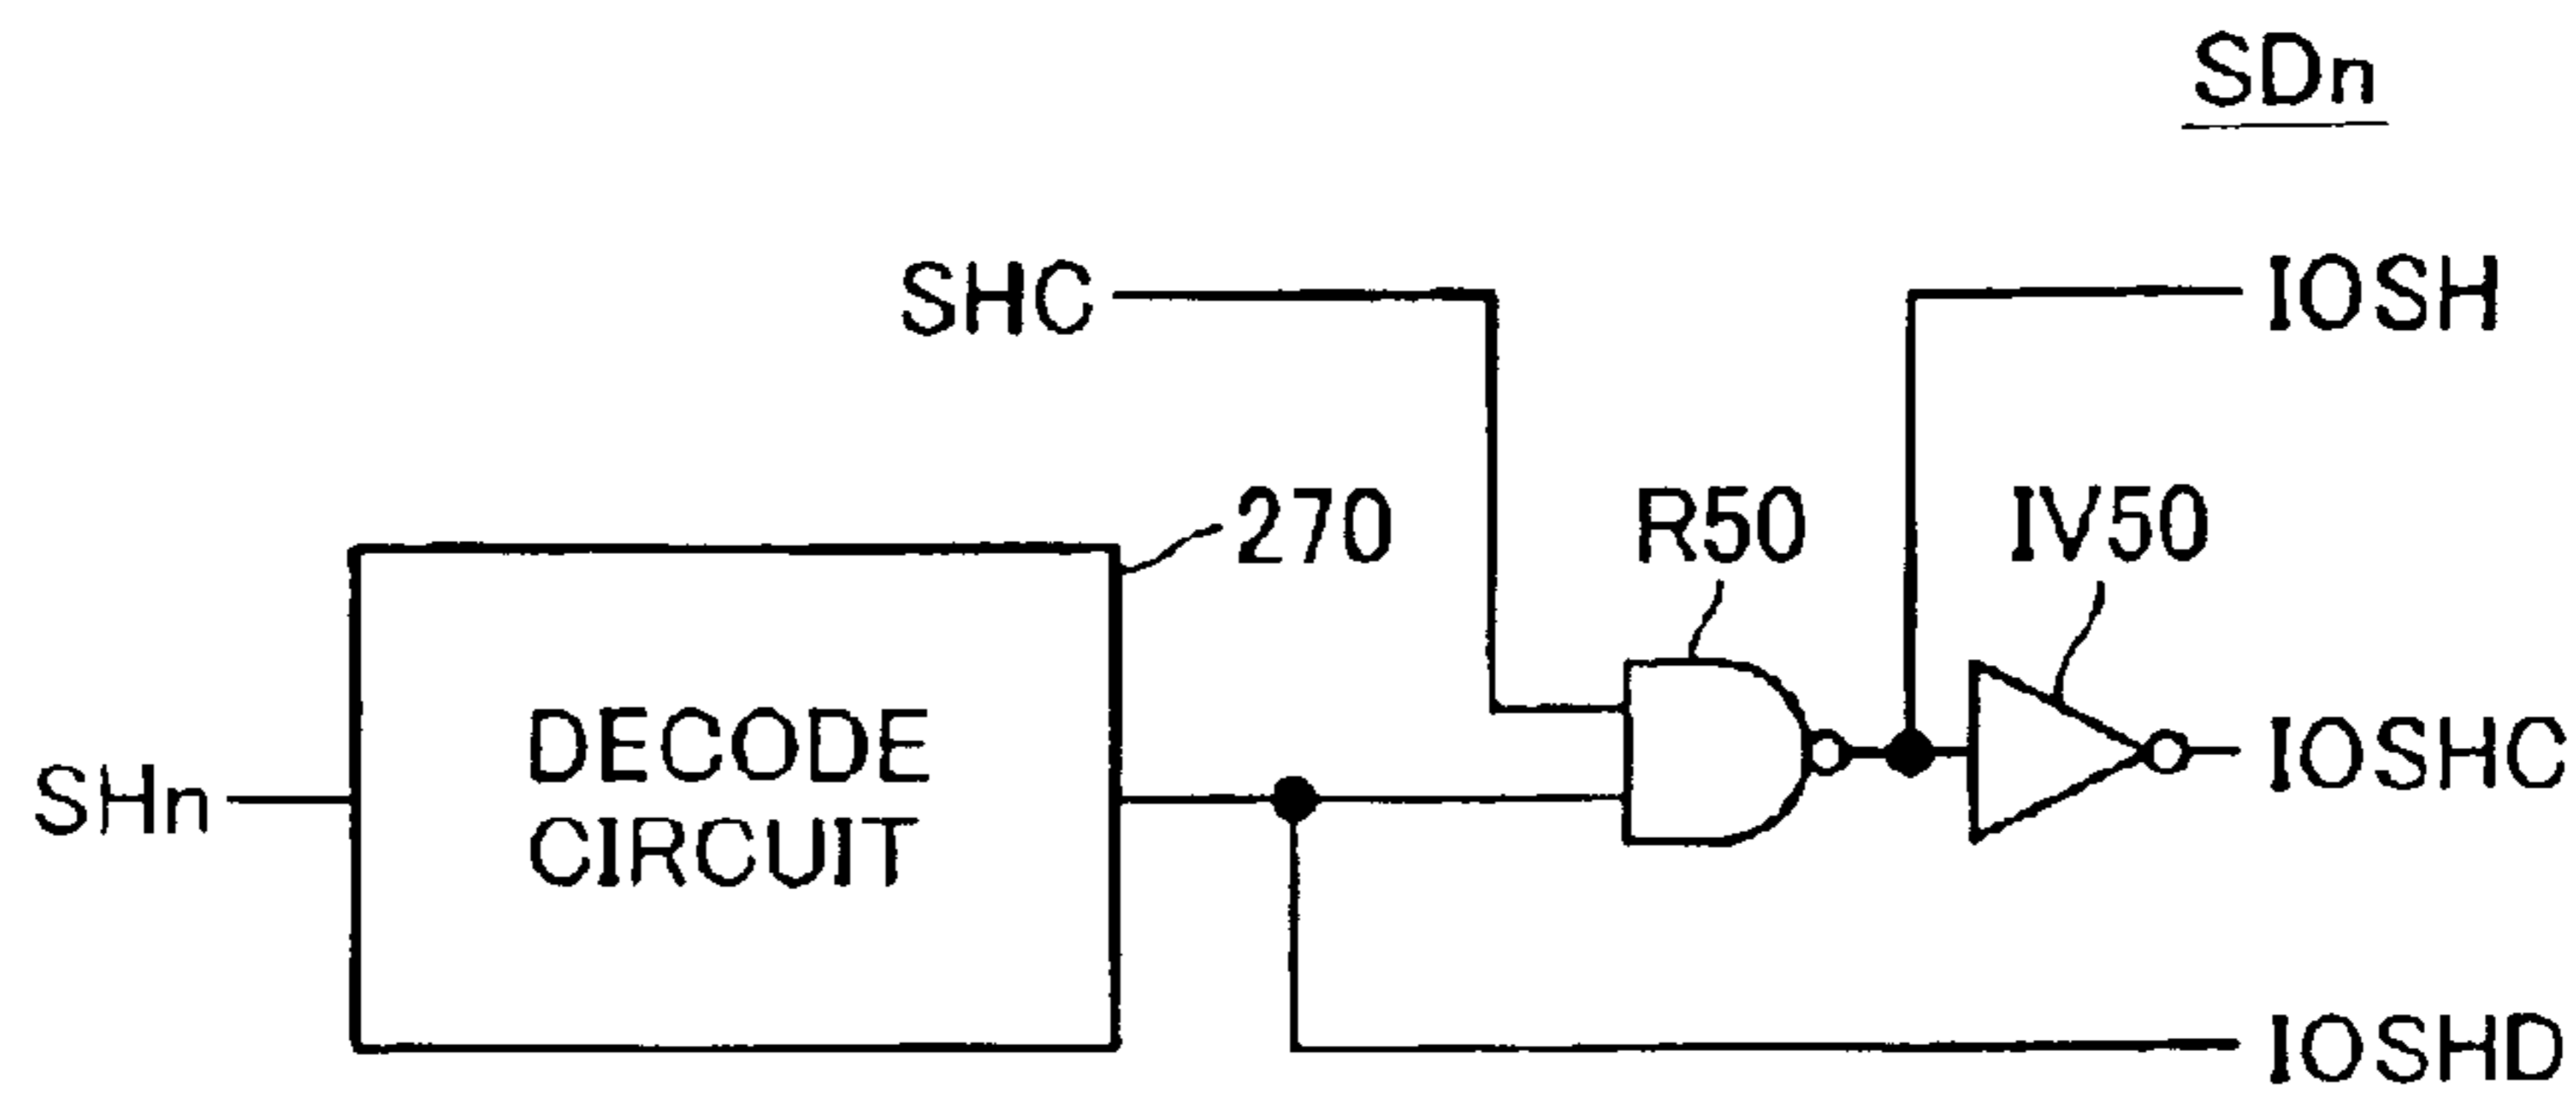 SDn
SHC
IOSH
270
R50
IV50
SHn
DECODE
CIRCUIT
IOSHC
IOSHD